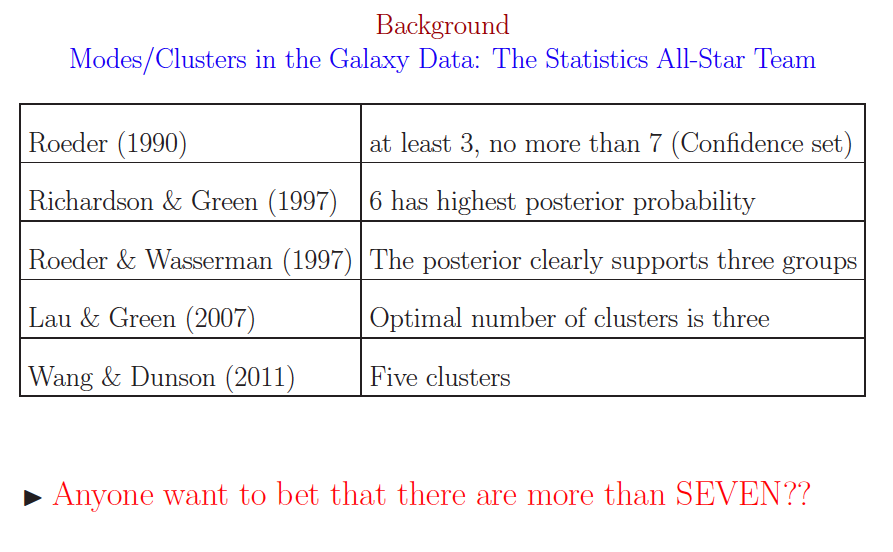 Background
Modes/Clusters in the Galaxy Data: The Statistics All-Star Team
Roeder (1990) at least 3, no more than 7 (Confidence set)
Richardson & Green (1997) 6 has highest posterior probability
Roeder & Wasserman (1997) The posterior clearly supports three groups
Lau & Green (2007) Optimal number of clusters is three
Wang & Dunson (2011) Five clusters
▶ Anyone want to bet that there are more than SEVEN??